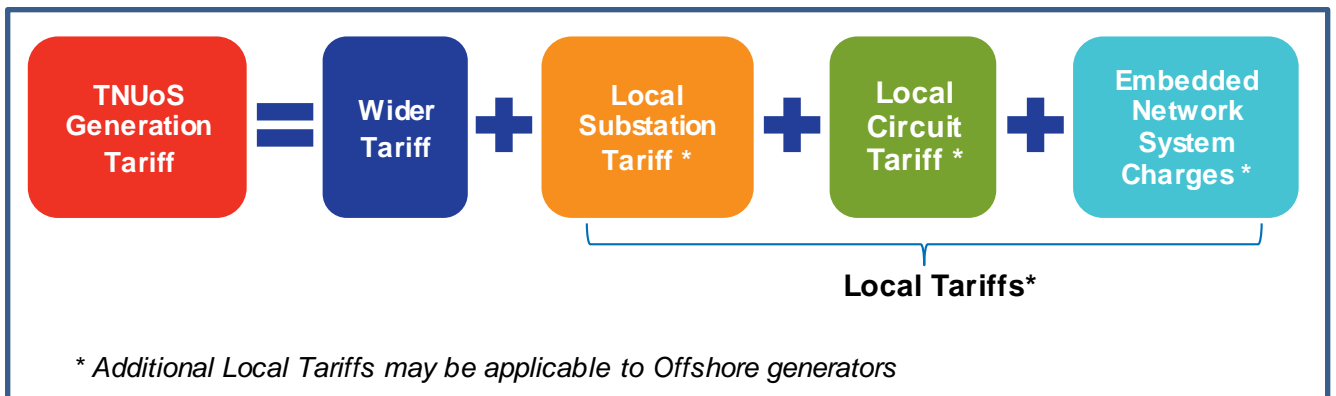 TNUoS
Generation
Tariff
Wider
Tariff
Local
Substation
Tariff *
Local
Circuit
Tariff *
Embedded
Network
System
Charges *
Local Tariffs*
* Additional Local Tariffs may be applicable to Offshore generators